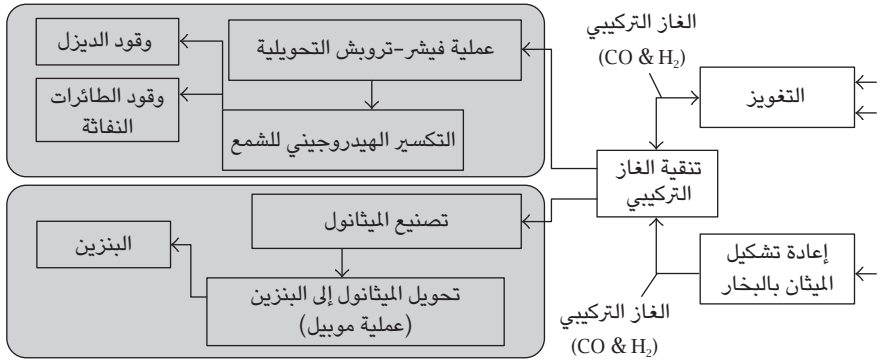 الغاز التركيبي
(CO & H₂)
التغويز
عملية فيشر-تروبش التحويلية
وقود الديزل
وقود الطائرات
النفاثة
التكسير الهيدروجيني للشمع
تنقية الغاز
التركيبي
تصنيع الميثانول
البنزين
إعادة تشكيل
الميثان بالبخار
تحويل الميثانول إلى البنزين
(عملية موبيل)
الغاز التركيبي
(CO & H₂)